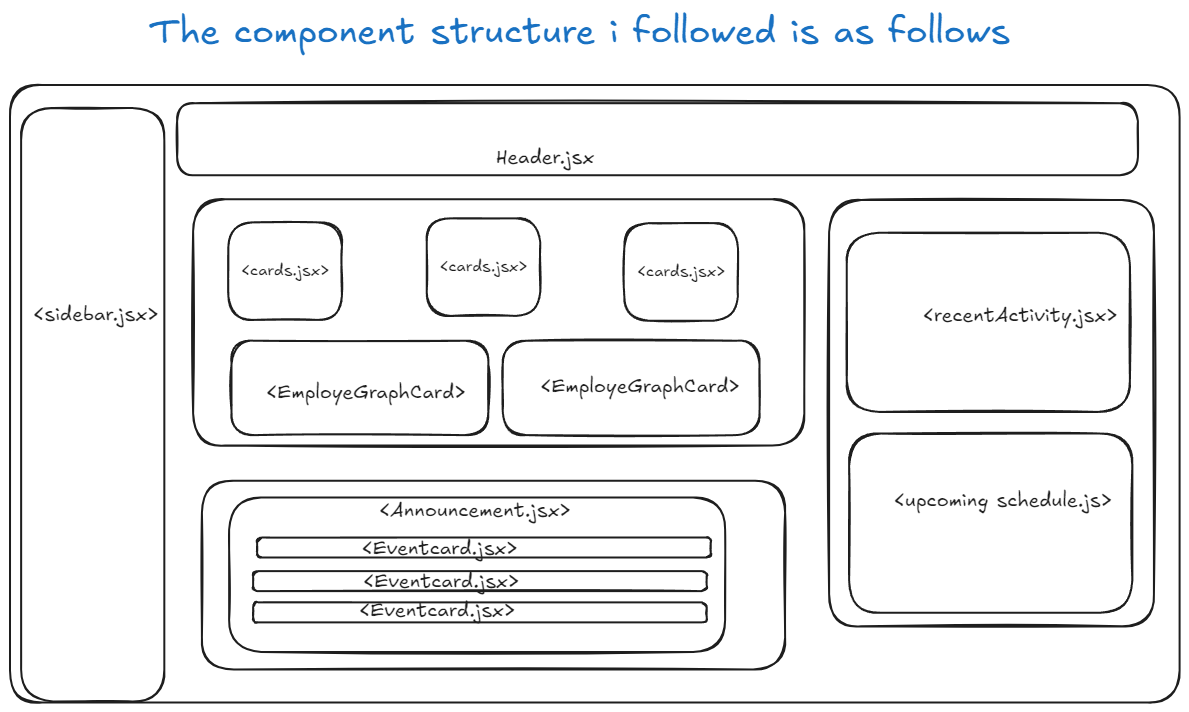 The component structure i followed is as follows
Header.jsx
<sidebar.jsx>
<cards.jsx>
<cards.jsx>
<cards.jsx>
<EmployeGraphCard>
<EmployeGraphCard>
<recentActivity.jsx>
<upcoming schedule.js>
<Announcement.jsx>
<Eventcard.jsx>
<Eventcard.jsx>
<Eventcard.jsx>